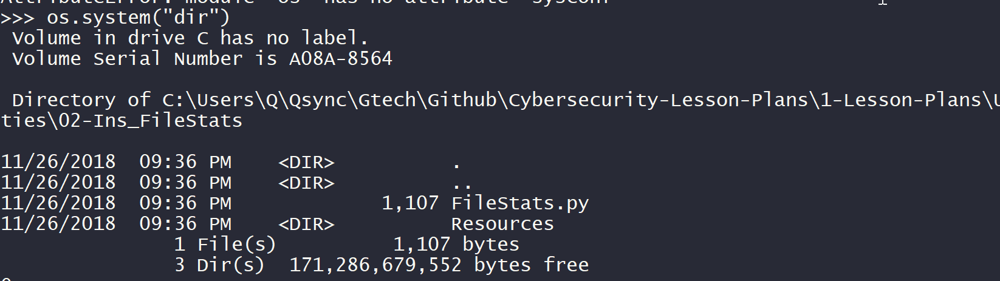 >>> os.system("dir")
 Volume in drive C has no label.
 Volume Serial Number is A08A-8564

 Directory of C:\Users\Q\Qsync\Gtech\Github\Cybersecurity-Lesson-Plans\1-Lesson-Plans\U
ties\02-Ins_FileStats

11/26/2018  09:36 PM    <DIR>          .
11/26/2018  09:36 PM    <DIR>          ..
11/26/2018  09:36 PM             1,107 FileStats.py
11/26/2018  09:36 PM    <DIR>          Resources
               1 File(s)          1,107 bytes
               3 Dir(s)  171,286,679,552 bytes free